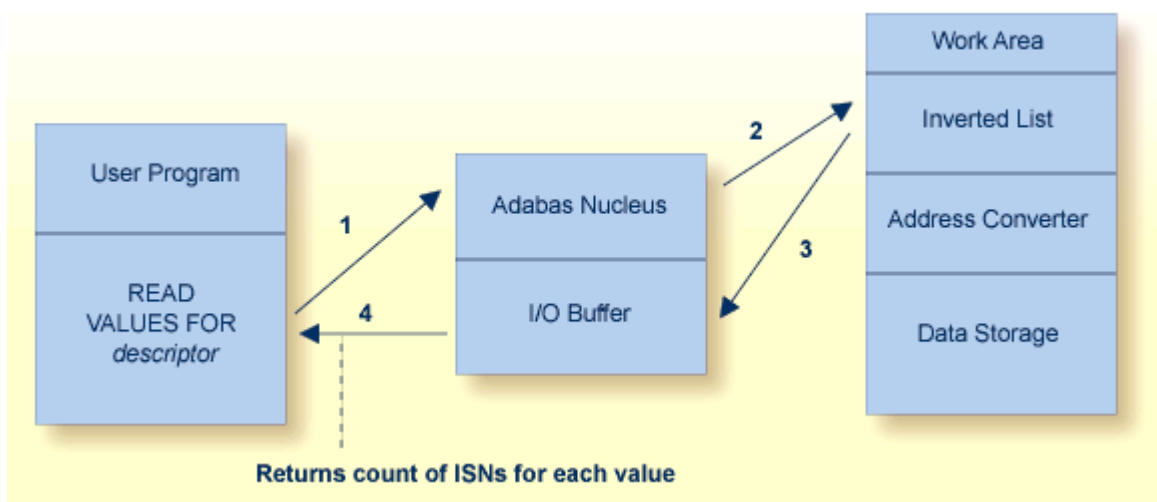 Work Area
Inverted List
Address Converter
Data Storage
User Program
READ
VALUES FOR
descriptor
Adabas Nucleus
I/O Buffer
1
2
3
4
Returns count of ISNs for each value